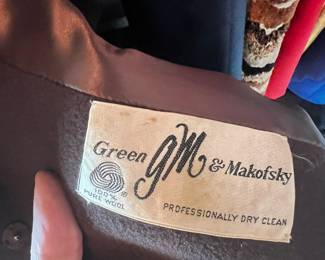 Green gM & Makofsky
®
100%
PURE WOOL
PROFESSIONALLY DRY CLEAN